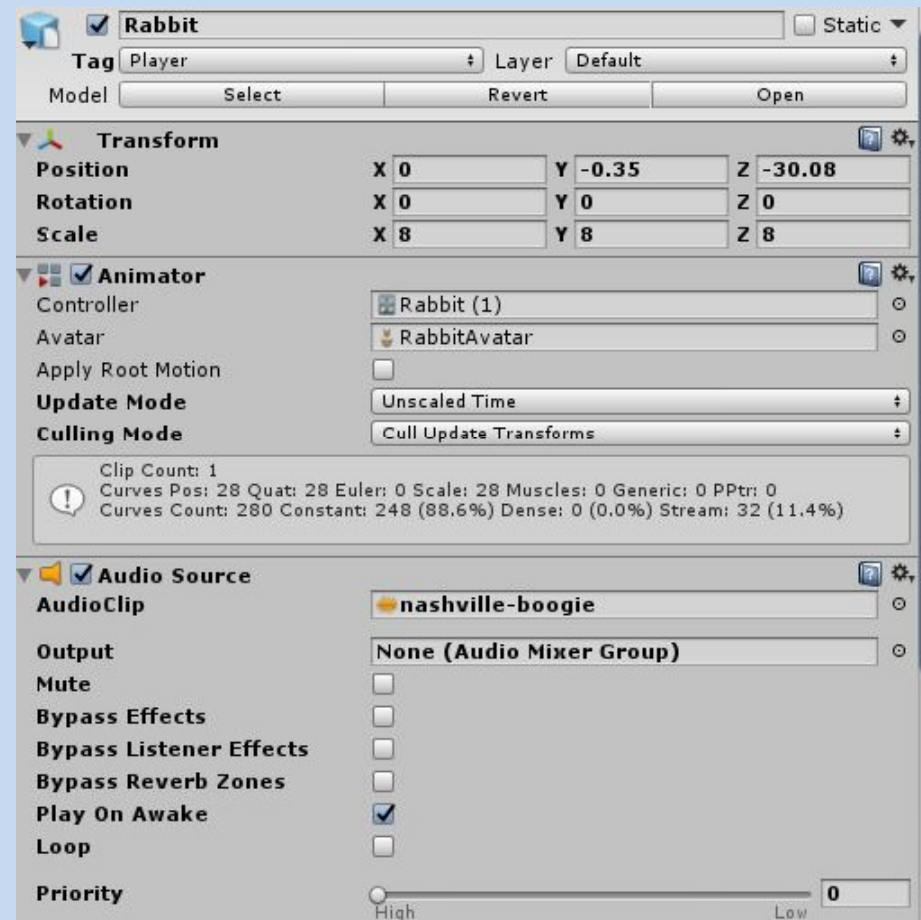 Rabbit Static
Tag Player Layer Default
Model Select Revert Open
Transform
Position X 0 Y -0.35 Z -30.08
Rotation X 0 Y 0 Z 0
Scale X 8 Y 8 Z 8
Animator
Controller Rabbit (1)
Avatar RabbitAvatar
Apply Root Motion
Update Mode Unscaled Time
Culling Mode Cull Update Transforms
Clip Count: 1
Curves Pos: 28 Quat: 28 Euler: 0 Scale: 28 Muscles: 0 Generic: 0 PPtr: 0
Curves Count: 280 Constant: 248 (88.6%) Dense: 0 (0.0%) Stream: 32 (11.4%)
Audio Source
AudioClip nashville-boogie
Output None (Audio Mixer Group)
Mute
Bypass Effects
Bypass Listener Effects
Bypass Reverb Zones
Play On Awake
Loop
Priority 0
High Low